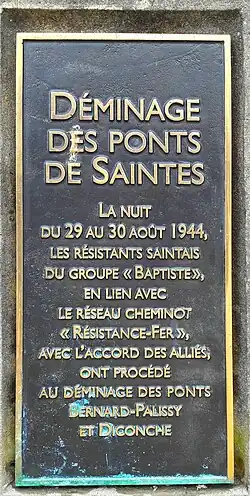 DÉMINAGE
DES PONTS
DE SAINTES
LA NUIT
DU 29 AU 30 AOÛT 1944,
LES RÉSISTANTS SAINTAIS
DU GROUPE « BAPTISTE »,
EN LIEN AVEC
LE RÉSEAU CHEMINOT
« RÉSISTANCE-FER »,
AVEC L'ACCORD DES ALLIÉS,
ONT PROCÉDÉ
AU DÉMINAGE DES PONTS
BERNARD-PALISSY
ET DIGONCHE